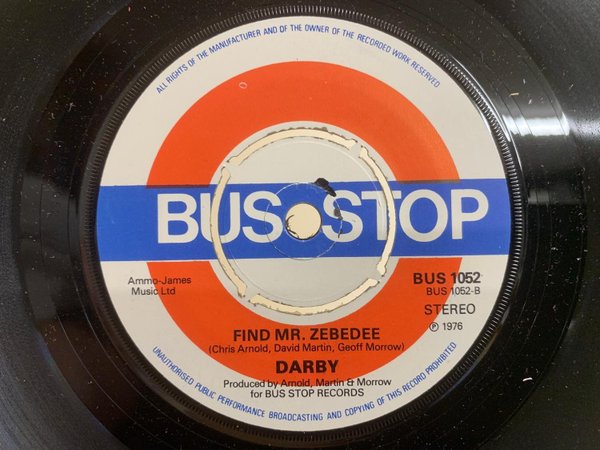 ALL RIGHTS OF THE MANUFACTURER AND OF THE OWNER OF THE RECORDED WORK RESERVED
BUS STOP
Ammo-James
Music Ltd
BUS 1052
BUS 1052-B
STEREO
℗ 1976
FIND MR. ZEBEDEE
(Chris Arnold, David Martin, Geoff Morrow)
DARBY
Produced by Arnold, Martin & Morrow
for BUS STOP RECORDS
UNAUTHORISED PUBLIC PERFORMANCE BROADCASTING AND COPYING OF THIS RECORD PROHIBITED